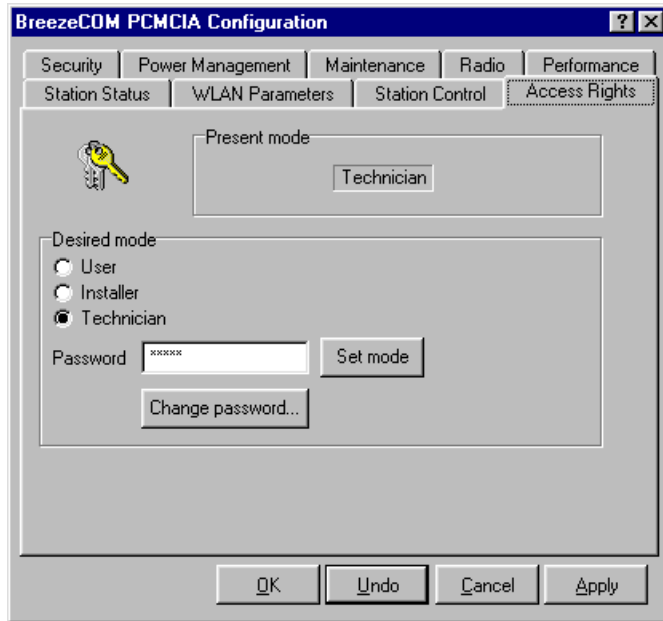 BreezeCOM PCMCIA Configuration ? ×
Security Power Management Maintenance Radio Performance
Station Status WLAN Parameters Station Control Access Rights
Present mode
Technician
Desired mode
User
Installer
Technician
Password ***** Set mode
Change password...
OK Undo Cancel Apply